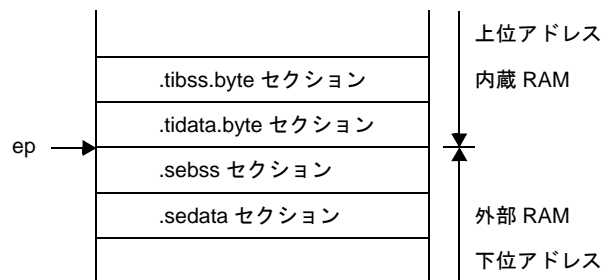 上位アドレス
.tibss.byte セクション
内蔵 RAM
.tidata.byte セクション
ep
.sebss セクション
.sedata セクション
外部 RAM
下位アドレス